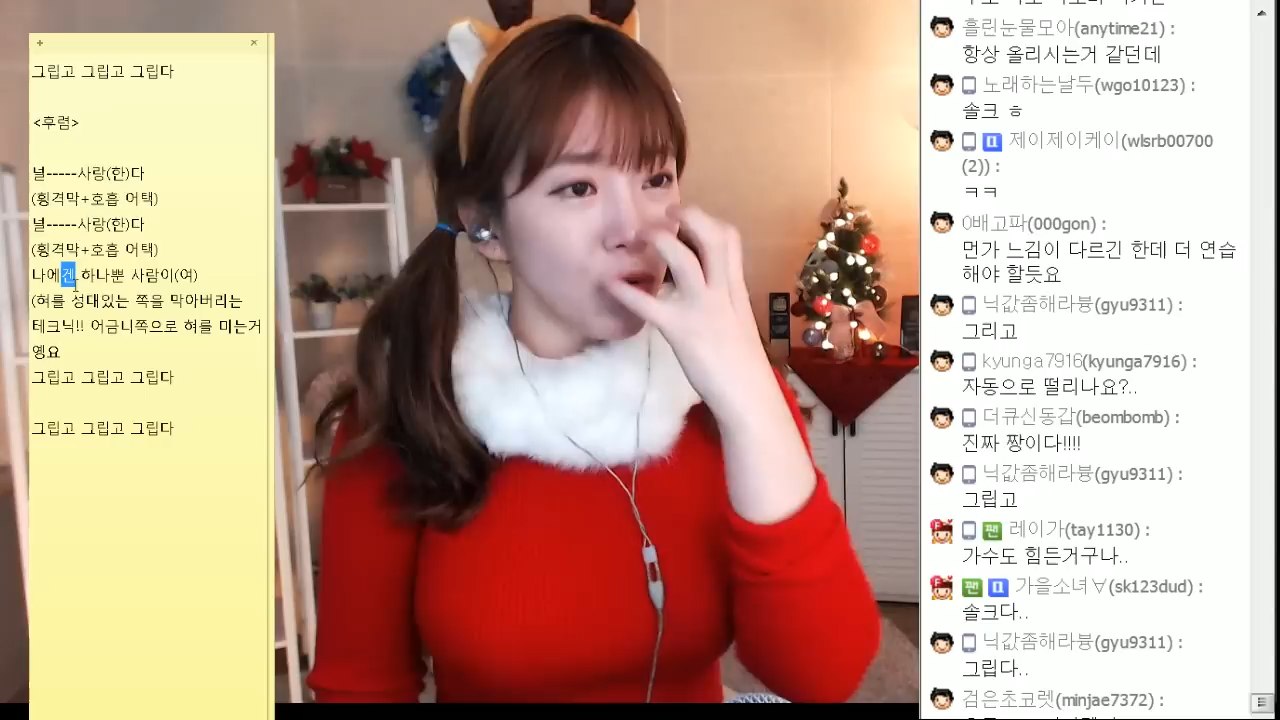 그립고 그립고 그립다
<후렴>
널-----사랑(한)다
(횡격막+호흡 어택)
널-----사랑(한)다
(횡격막+호흡 어택)
나에겐 하나뿐 사람이(여)
(혀를 성대있는 쪽을 막아버리는
테크닉!! 어금니쪽으로 혀를 미는거
옝요
그립고 그립고 그립다
그립고 그립고 그립다
흘린눈물모아(anytime21) :
항상 올리시는거 같던데
노래하는날두(wgo10123) :
솔크 ㅎ
제이제이케이(wlsrb00700
(2)) :
ㅋㅋ
0배고파(000gon) :
먼가 느낌이 다르긴 한데 더 연습
해야 할듯요
닉값좀해라븅(gyu9311) :
그리고
kyunga7916(kyunga7916) :
자동으로 떨리나요?..
더큐신동갑(beombomb) :
진짜 짱이다!!!!
닉값좀해라븅(gyu9311) :
그립고
팬 레이가(tay1130) :
가수도 힘든거구나..
팬 가을소녀∀(sk123dud) :
솔크다..
닉값좀해라븅(gyu9311) :
그립다..
검은초코렛(minjae7372) :